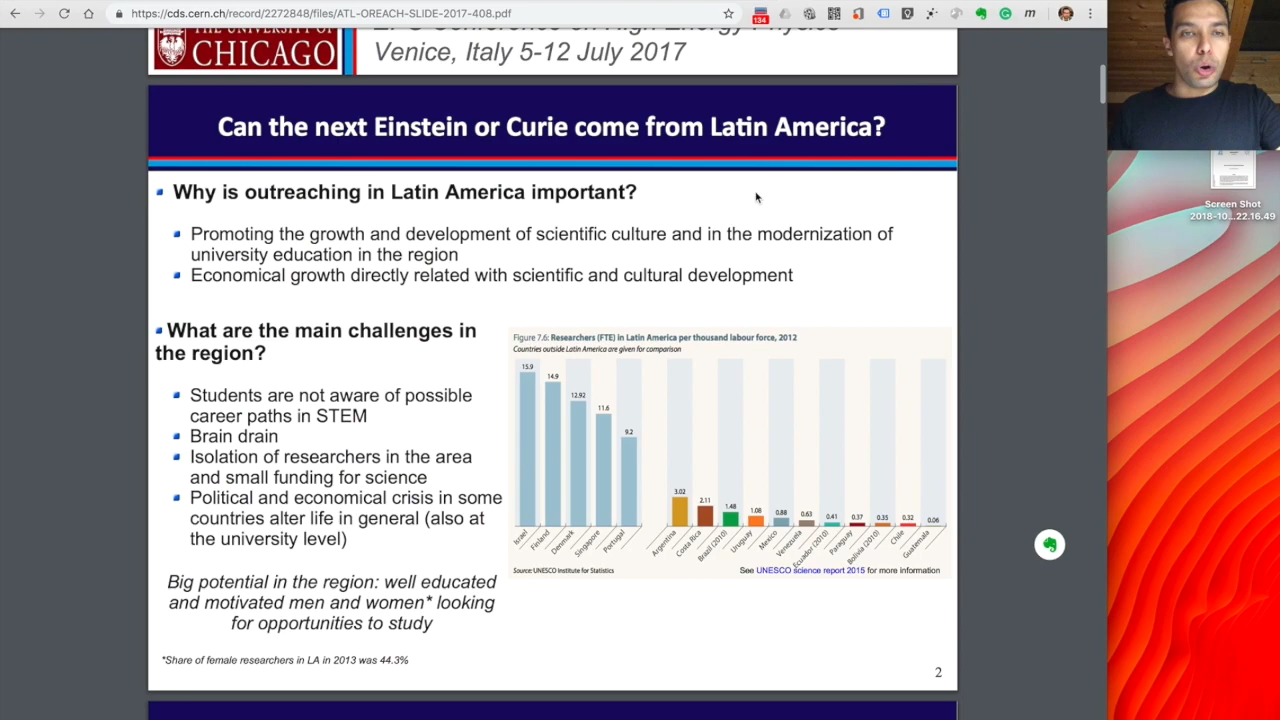 https://cds.cern.ch/record/2272848/files/ATL-OREACH-SLIDE-2017-408.pdf
134
m
CHICAGO
Venice, Italy 5-12 July 2017
Can the next Einstein or Curie come from Latin America?
Why is outreaching in Latin America important?
Promoting the growth and development of scientific culture and in the modernization of
university education in the region
Economical growth directly related with scientific and cultural development
What are the main challenges in
the region?
Students are not aware of possible
career paths in STEM
Brain drain
Isolation of researchers in the area
and small funding for science
Political and economical crisis in some
countries alter life in general (also at
the university level)
Big potential in the region: well educated
and motivated men and women* looking
for opportunities to study
*Share of female researchers in LA in 2013 was 44.3%
Figure 7.6: Researchers (FTE) in Latin America per thousand labour force, 2012
Countries outside Latin America are given for comparison
15.9
14.9
12.92
11.6
9.2
3.02
2.11
1.48
1.08
0.88
0.63
0.41
0.37
0.35
0.32
0.06
Israel
Finland
Denmark
Singapore
Portugal
Argentina
Costa Rica
Brazil (2010)
Uruguay
Mexico
Venezuela
Ecuador (2010)
Paraguay
Bolivia (2010)
Chile
Guatemala
Source: UNESCO Institute for Statistics
See UNESCO science report 2015 for more information
2
Screen Shot
2018-10...22.16.49